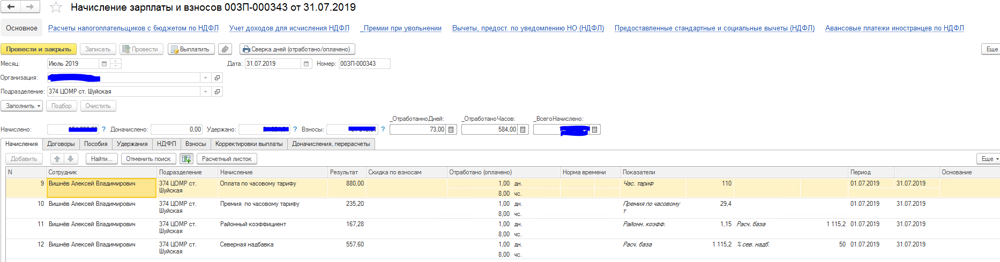 Начисление зарплаты и взносов 00ЗП-000343 от 31.07.2019
Основное Расчеты налогоплательщиков с бюджетом по НДФЛ Учет доходов для исчисления НДФЛ _Премии при увольнении Вычеты, предост. по уведомлению НО (НДФЛ) Предоставленные стандартные и социальные вычеты (НДФЛ) Авансовые платежи иностранцев по НДФЛ
Провести и закрыть Записать Провести Выплатить Сверка дней (отработано/оплачено) Еще
Месяц: Июль 2019 Дата: 31.07.2019 Номер: 00ЗП-000343
Организация:
Подразделение: 374 ЦОМР ст. Шуйская
Заполнить Подбор Очистить
_ОтработанноДней: _ОтработаноЧасов: _ВсегоНачислено:
Начислено: ? Доначислено: 0,00 Удержано: ? Взносы: ? 73,00 584,00
Начисления Договоры Пособия Удержания НДФЛ Взносы Корректировки выплаты Доначисления, перерасчеты
Добавить Найти... Отменить поиск Расчетный листок Еще
N Сотрудник Подразделение Начисление Результат Скидка по взносам Отработано (оплачено) Норма времени Показатели Период Основание
9 Вишнёв Алексей Владимирович 374 ЦОМР ст. Оплата по часовому тарифу 880,00 1,00 дн. Час. тариф 110 01.07.2019 31.07.2019
Шуйская 8,00 чс.
10 Вишнёв Алексей Владимирович 374 ЦОМР ст. Премия по часовому тарифу 235,20 1,00 дн. Премия по часовому 29,4 01.07.2019 31.07.2019
Шуйская 8,00 чс. т
11 Вишнёв Алексей Владимирович 374 ЦОМР ст. Районный коэффициент 167,28 1,00 дн. Районн. коэфф. 1,15 Расч. база 1 115,2 01.07.2019 31.07.2019
Шуйская 8,00 чс.
12 Вишнёв Алексей Владимирович 374 ЦОМР ст. Северная надбавка 557,60 1,00 дн. Расч. база 1 115,2 % сев. надб. 50 01.07.2019 31.07.2019
Шуйская 8,00 чс.